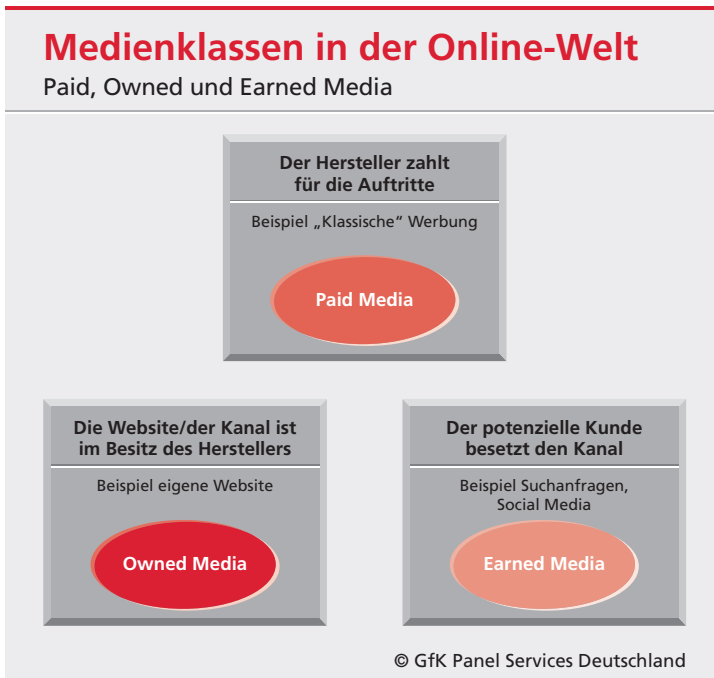 Medienklassen in der Online-Welt
Paid, Owned und Earned Media
Der Hersteller zahlt
für die Auftritte
Beispiel „Klassische“ Werbung
Paid Media
Die Website/der Kanal ist
im Besitz des Herstellers
Beispiel eigene Website
Owned Media
Der potenzielle Kunde
besetzt den Kanal
Beispiel Suchanfragen,
Social Media
Earned Media
© GfK Panel Services Deutschland